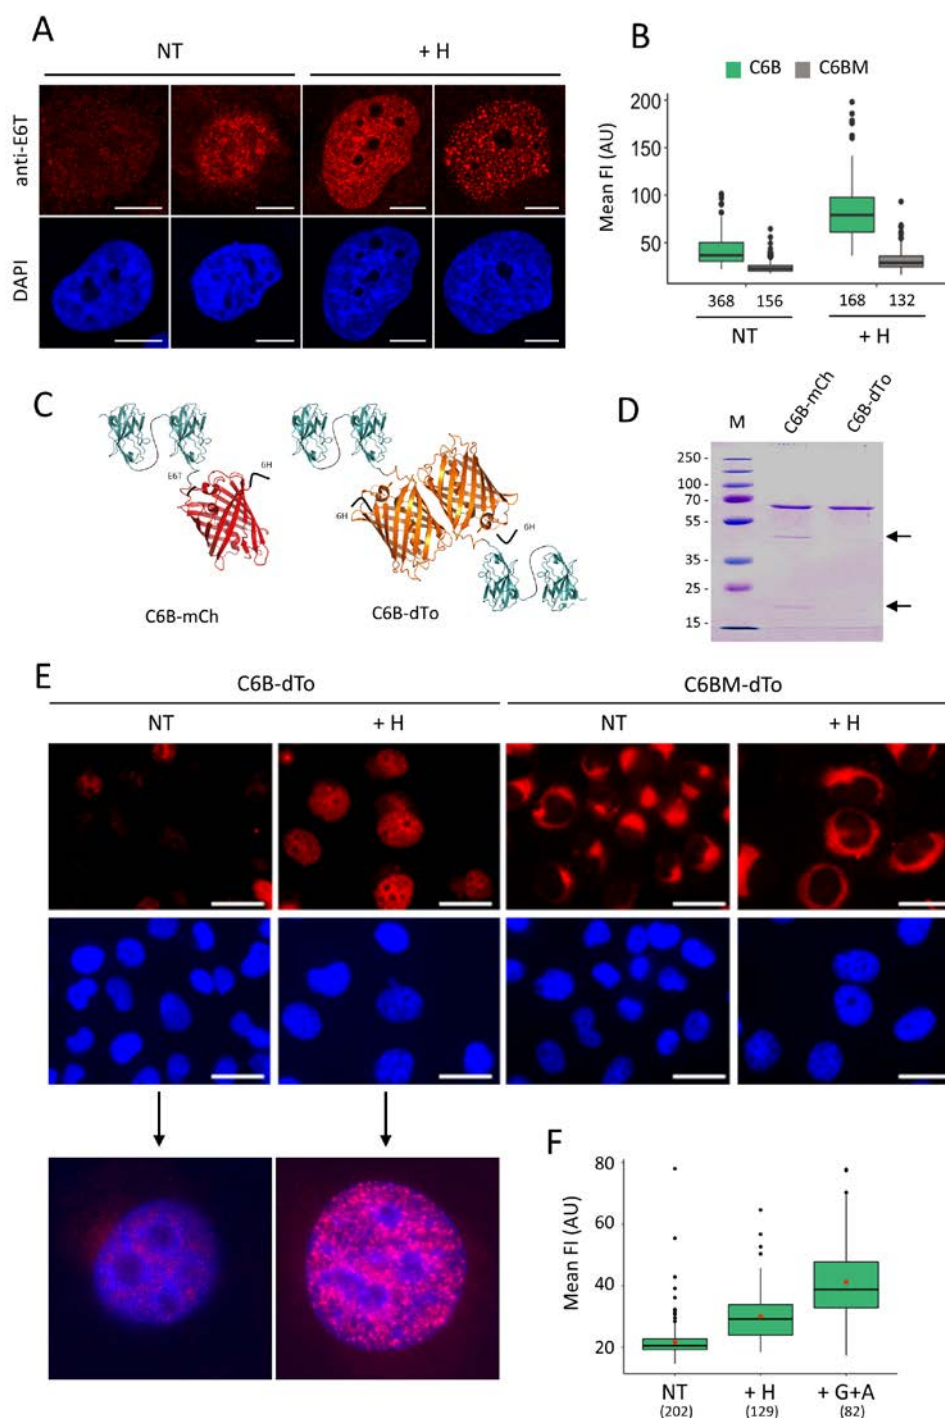 A
NT
+ H
anti-E6T
DAPI
B
C6B
C6BM
Mean FI (AU)
200
150
100
50
368
156
168
132
NT
+ H
C
E6T
6H
C6B-mCh
6H
6H
C6B-dTo
D
M
C6B-mCh
C6B-dTo
250 -
100 -
70 -
55 -
35 -
25 -
15 -
E
C6B-dTo
C6BM-dTo
NT
+ H
NT
+ H
F
Mean FI (AU)
80
60
40
20
NT
+ H
+ G+A
(202)
(129)
(82)